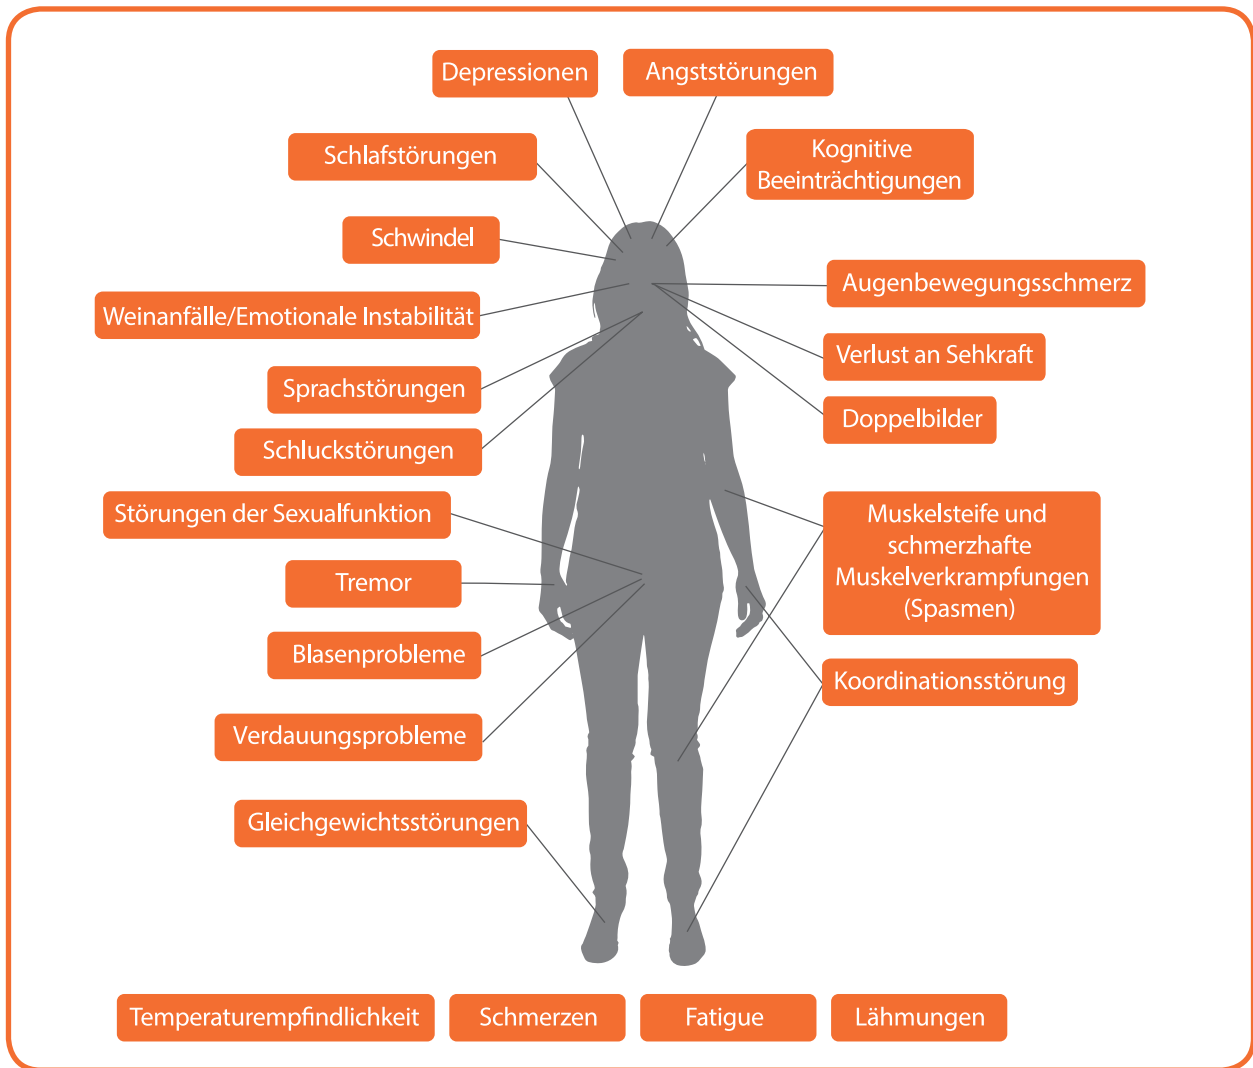 Depressionen
Angststörungen
Schlafstörungen
Kognitive
Beeinträchtigungen
Schwindel
Augenbewegungsschmerz
Weinanfälle/Emotionale Instabilität
Verlust an Sehkraft
Sprachstörungen
Doppelbilder
Schluckstörungen
Störungen der Sexualfunktion
Muskelsteife und
schmerzhafte
Muskelverkrampfungen
(Spasmen)
Tremor
Blasenprobleme
Koordinationsstörung
Verdauungsprobleme
Gleichgewichtsstörungen
Temperaturempfindlichkeit
Schmerzen
Fatigue
Lähmungen